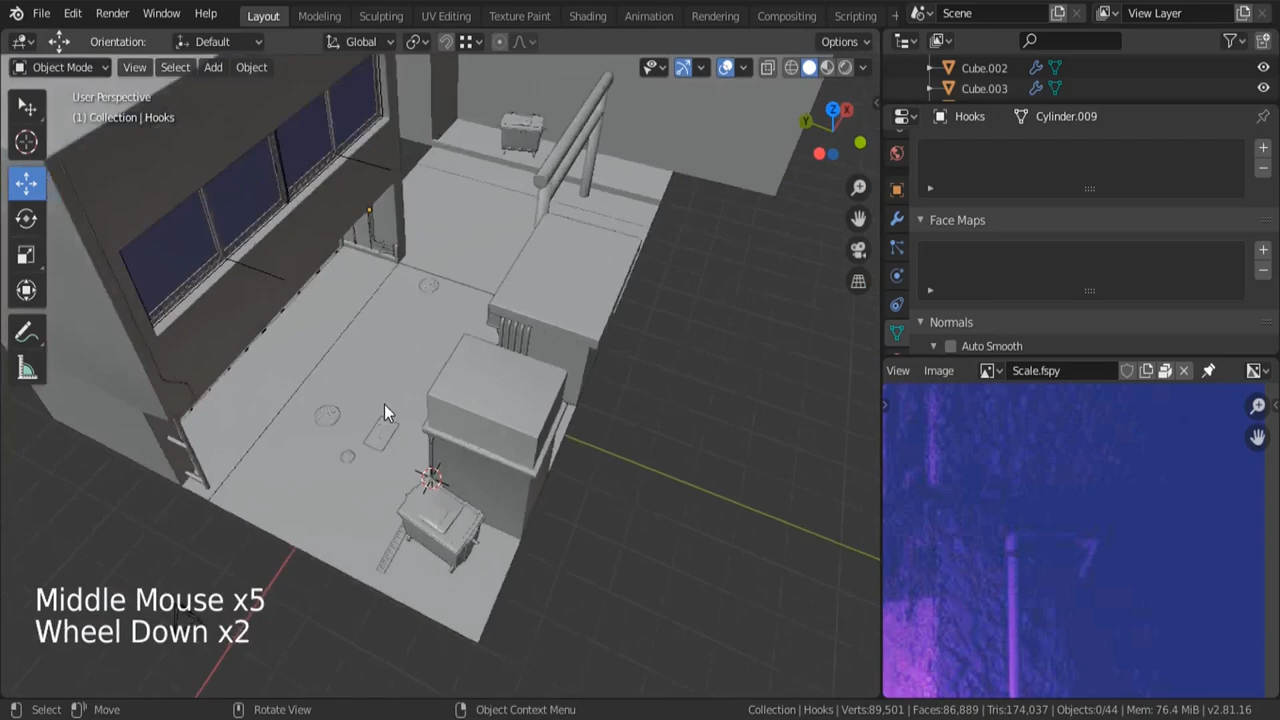 File Edit Render Window Help Layout Modeling Sculpting UV Editing Texture Paint Shading Animation Rendering Compositing Scripting + Scene View Layer
Orientation: Default Global Options
Object Mode View Select Add Object
User Perspective
(1) Collection | Hooks
Z
X
Y
Cube.002
Cube.003
Hooks Cylinder.009
Face Maps
Normals
Auto Smooth
View Image Scale.fspy
Middle Mouse x5
Wheel Down x2
Select Move Rotate View Object Context Menu Collection | Hooks | Verts:89,501 | Faces:86,889 | Tris:174,037 | Objects:0/44 | Mem: 76.4 MiB | v2.81.16